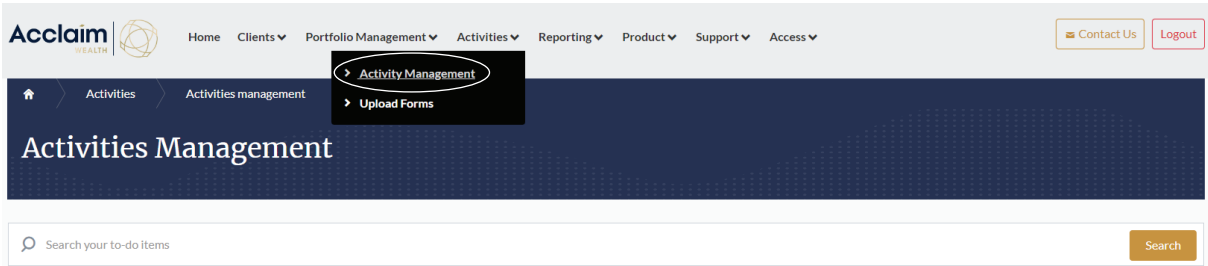 Acclaim
WEALTH
Home Clients Portfolio Management Activities Reporting Product Support Access
Contact Us
Logout
Activity Management
Upload Forms
Activities Activities management
Activities Management
Search your to-do items
Search